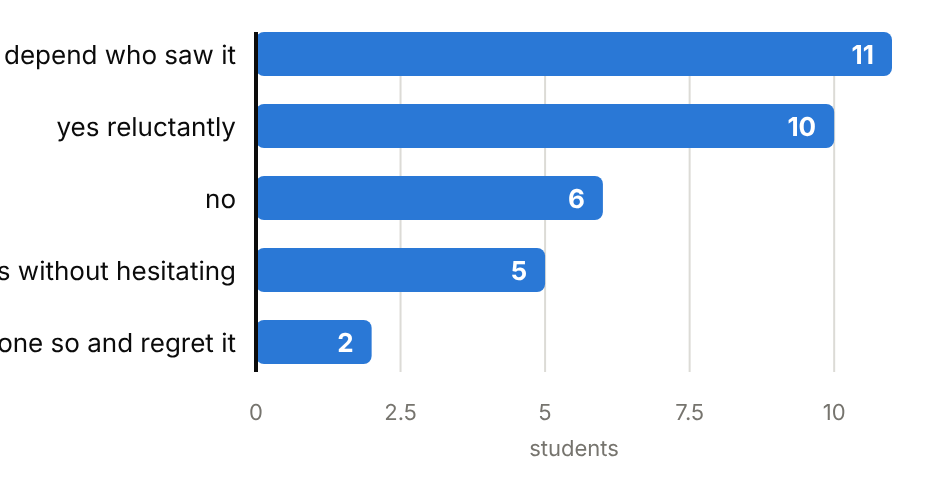 depend who saw it
11
yes reluctantly
10
no
6
s without hesitating
5
one so and regret it
2
0 2.5 5 7.5 10
students